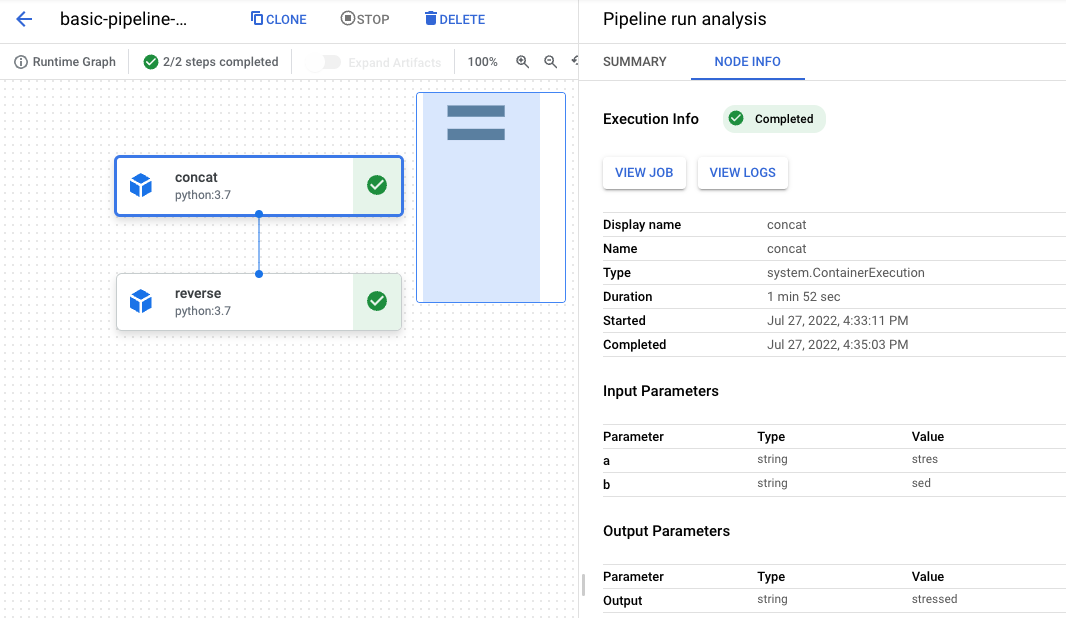 basic-pipeline-...
CLONE
STOP
DELETE
Runtime Graph
2/2 steps completed
Expand Artifacts
100%
concat
python:3.7
reverse
python:3.7
Pipeline run analysis
SUMMARY
NODE INFO
Execution Info
Completed
VIEW JOB
VIEW LOGS
Display name concat
Name concat
Type system.ContainerExecution
Duration 1 min 52 sec
Started Jul 27, 2022, 4:33:11 PM
Completed Jul 27, 2022, 4:35:03 PM
Input Parameters
Parameter Type Value
a string stres
b string sed
Output Parameters
Parameter Type Value
Output string stressed